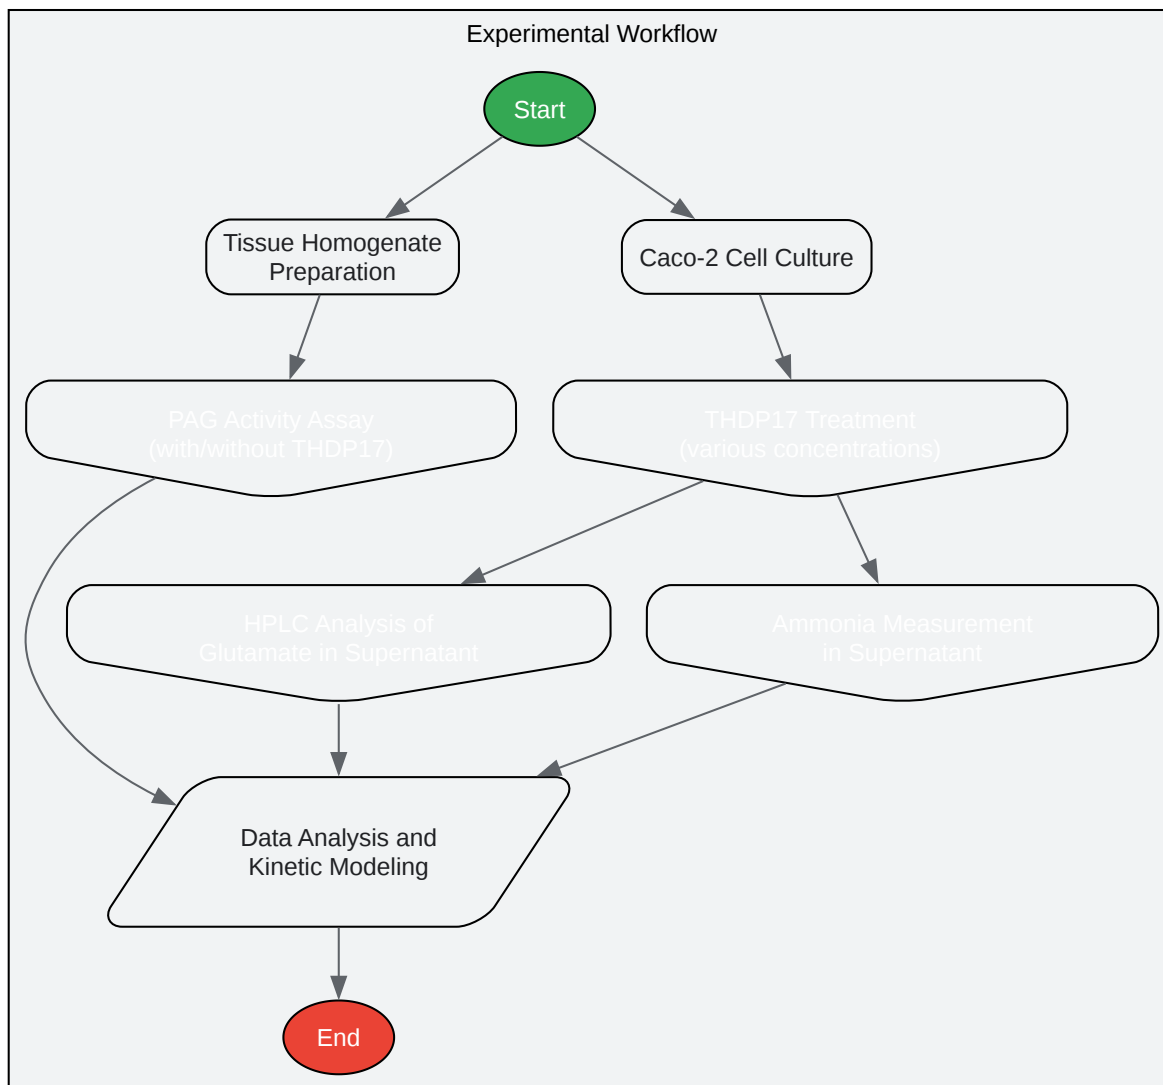 Experimental Workflow
Start
Tissue Homogenate
Preparation
Caco-2 Cell Culture
PAG Activity Assay
(with/without THDP17)
THDP17 Treatment
(various concentrations)
HPLC Analysis of
Glutamate in Supernatant
Ammonia Measurement
in Supernatant
Data Analysis and
Kinetic Modeling
End